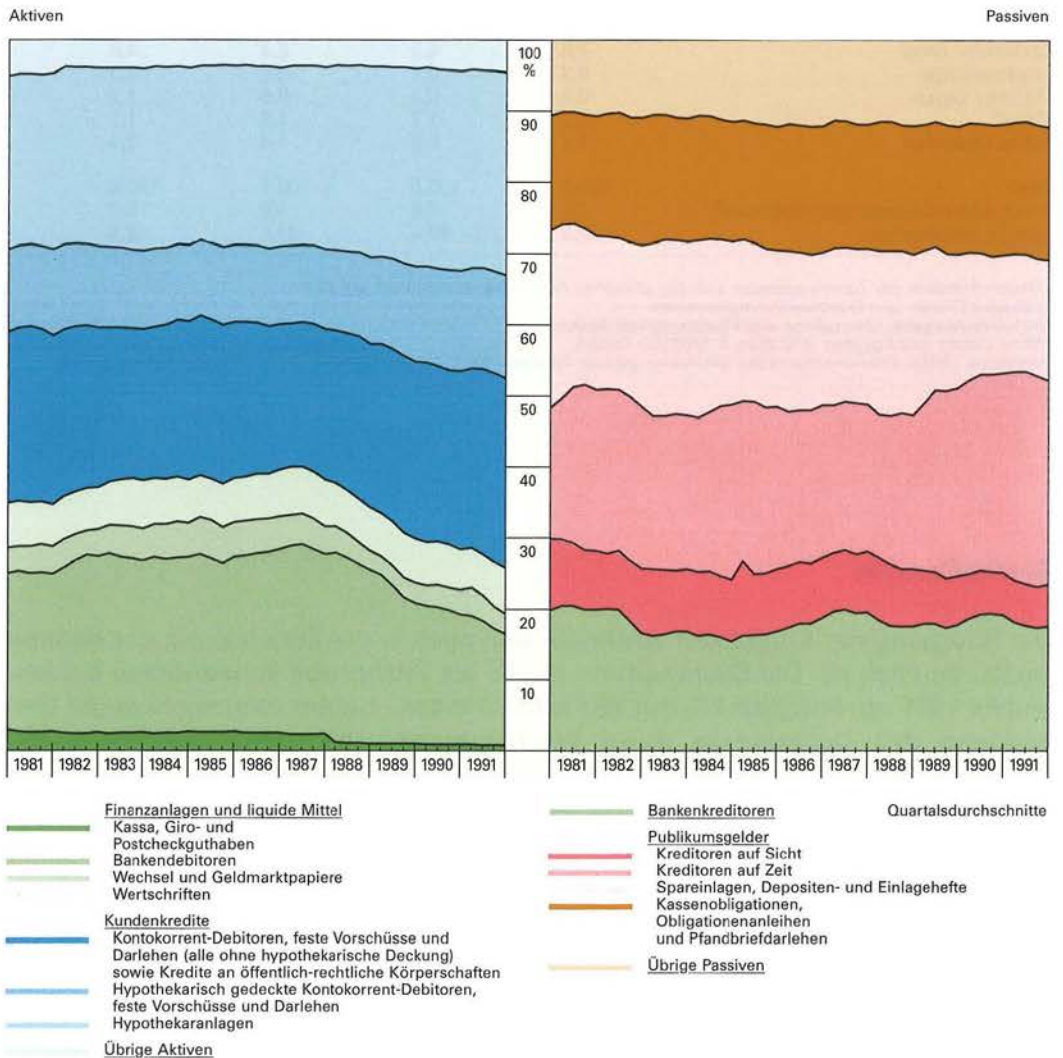 Aktiven
Passiven
100
%
90
80
70
60
50
40
30
20
10
1981 1982 1983 1984 1985 1986 1987 1988 1989 1990 1991
1981 1982 1983 1984 1985 1986 1987 1988 1989 1990 1991
Finanzanlagen und liquide Mittel
Kassa, Giro- und
Postcheckguthaben
Bankendebitoren
Wechsel und Geldmarktpapiere
Wertschriften
Kundenkredite
Kontokorrent-Debitoren, feste Vorschüsse und
Darlehen (alle ohne hypothekarische Deckung)
sowie Kredite an öffentlich-rechtliche Körperschaften
Hypothekarisch gedeckte Kontokorrent-Debitoren,
feste Vorschüsse und Darlehen
Hypothekaranlagen
Übrige Aktiven
Bankenkreditoren
Quartalsdurchschnitte
Publikumsgelder
Kreditoren auf Sicht
Kreditoren auf Zeit
Spareinlagen, Depositen- und Einlagehefte
Kassenobligationen,
Obligationenanleihen
und Pfandbriefdarlehen
Übrige Passiven